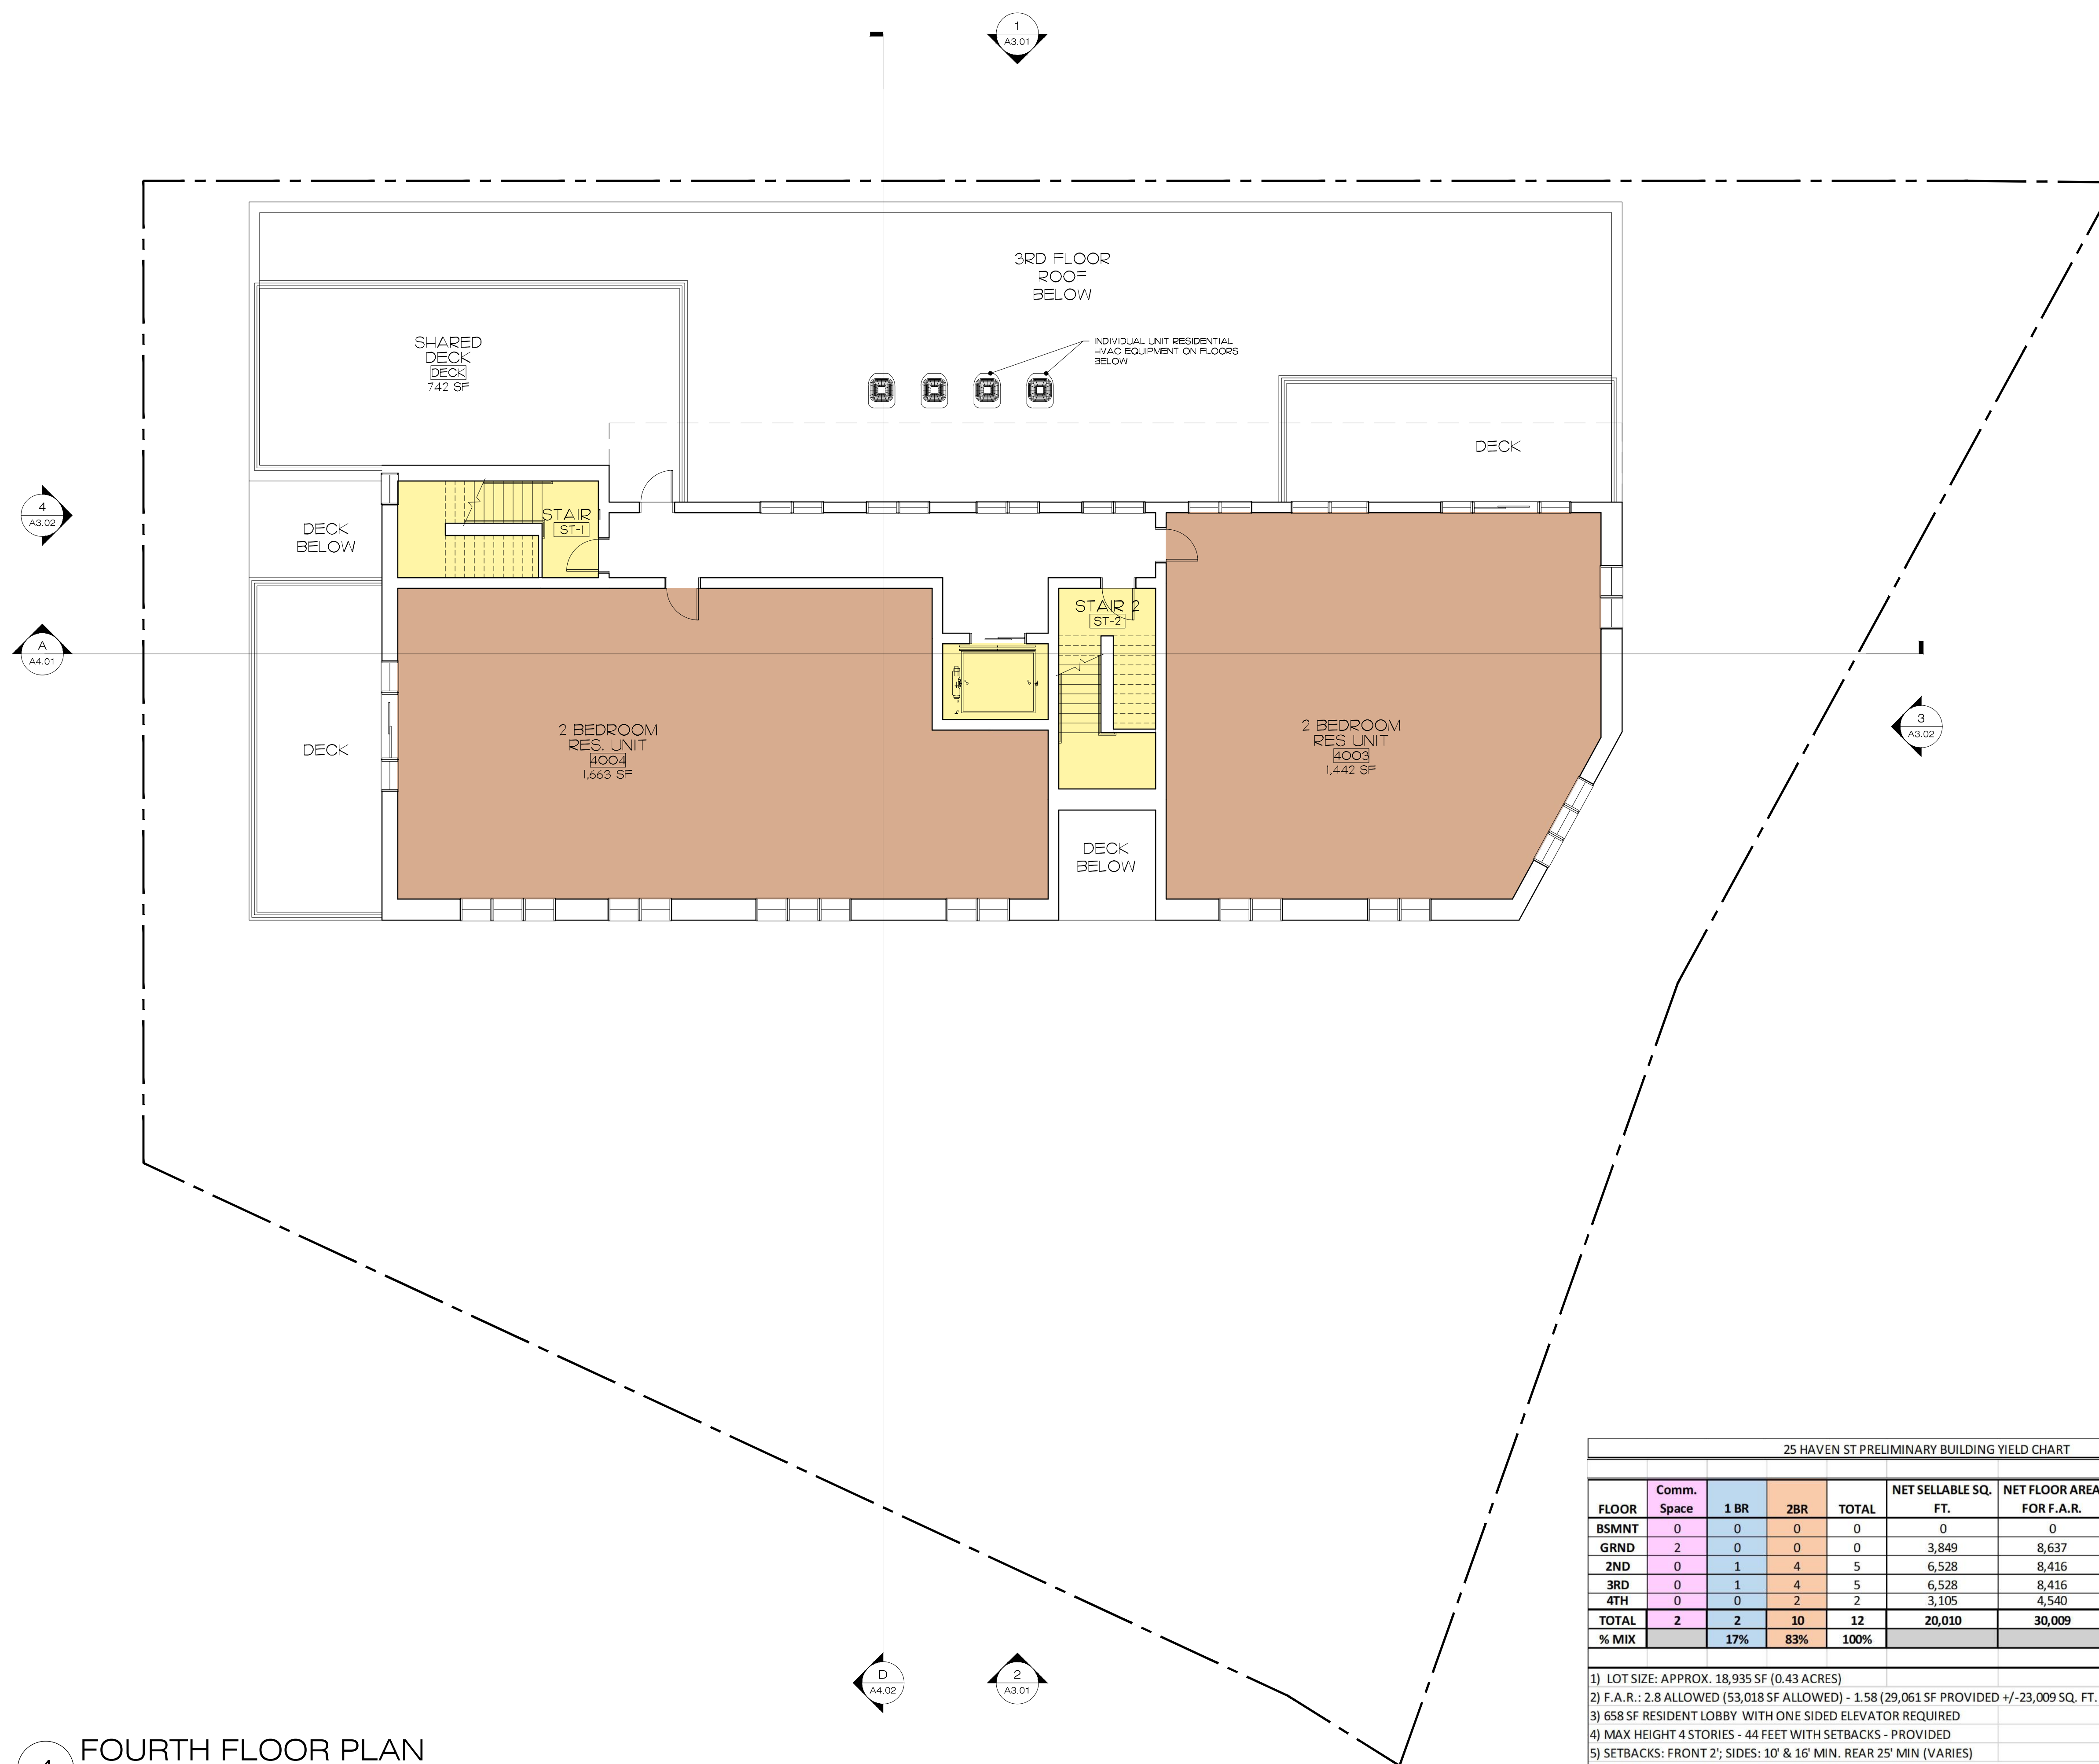 1
A3.01
3RD FLOOR
ROOF
BELOW
INDIVIDUAL UNIT RESIDENTIAL
HVAC EQUIPMENT ON FLOORS
BELOW
SHARED
DECK
DECK
742 SF
DECK
4
A3.02
DECK
BELOW
STAIR
ST-1
STAIR 2
ST-2
A
A4.01
DECK
2 BEDROOM
RES. UNIT
4004
1,663 SF
2 BEDROOM
RES UNIT
4003
1,442 SF
3
A3.02
DECK
BELOW
25 HAVEN ST PRELIMINARY BUILDING YIELD CHART
FLOOR Comm. Space 1 BR 2BR TOTAL NET SELLABLE SQ. FT. NET FLOOR AREA FOR F.A.R.
BSMNT 0 0 0 0 0 0
GRND 2 0 0 0 3,849 8,637
2ND 0 1 4 5 6,528 8,416
3RD 0 1 4 5 6,528 8,416
4TH 0 0 2 2 3,105 4,540
TOTAL 2 2 10 12 20,010 30,009
% MIX 17% 83% 100%
1) LOT SIZE: APPROX. 18,935 SF (0.43 ACRES)
2) F.A.R.: 2.8 ALLOWED (53,018 SF ALLOWED) - 1.58 (29,061 SF PROVIDED +/-23,009 SQ. FT.
3) 658 SF RESIDENT LOBBY WITH ONE SIDED ELEVATOR REQUIRED
4) MAX HEIGHT 4 STORIES - 44 FEET WITH SETBACKS - PROVIDED
5) SETBACKS: FRONT 2'; SIDES: 10' & 16' MIN. REAR 25' MIN (VARIES)
D
A4.02
2
A3.01
FOURTH FLOOR PLAN